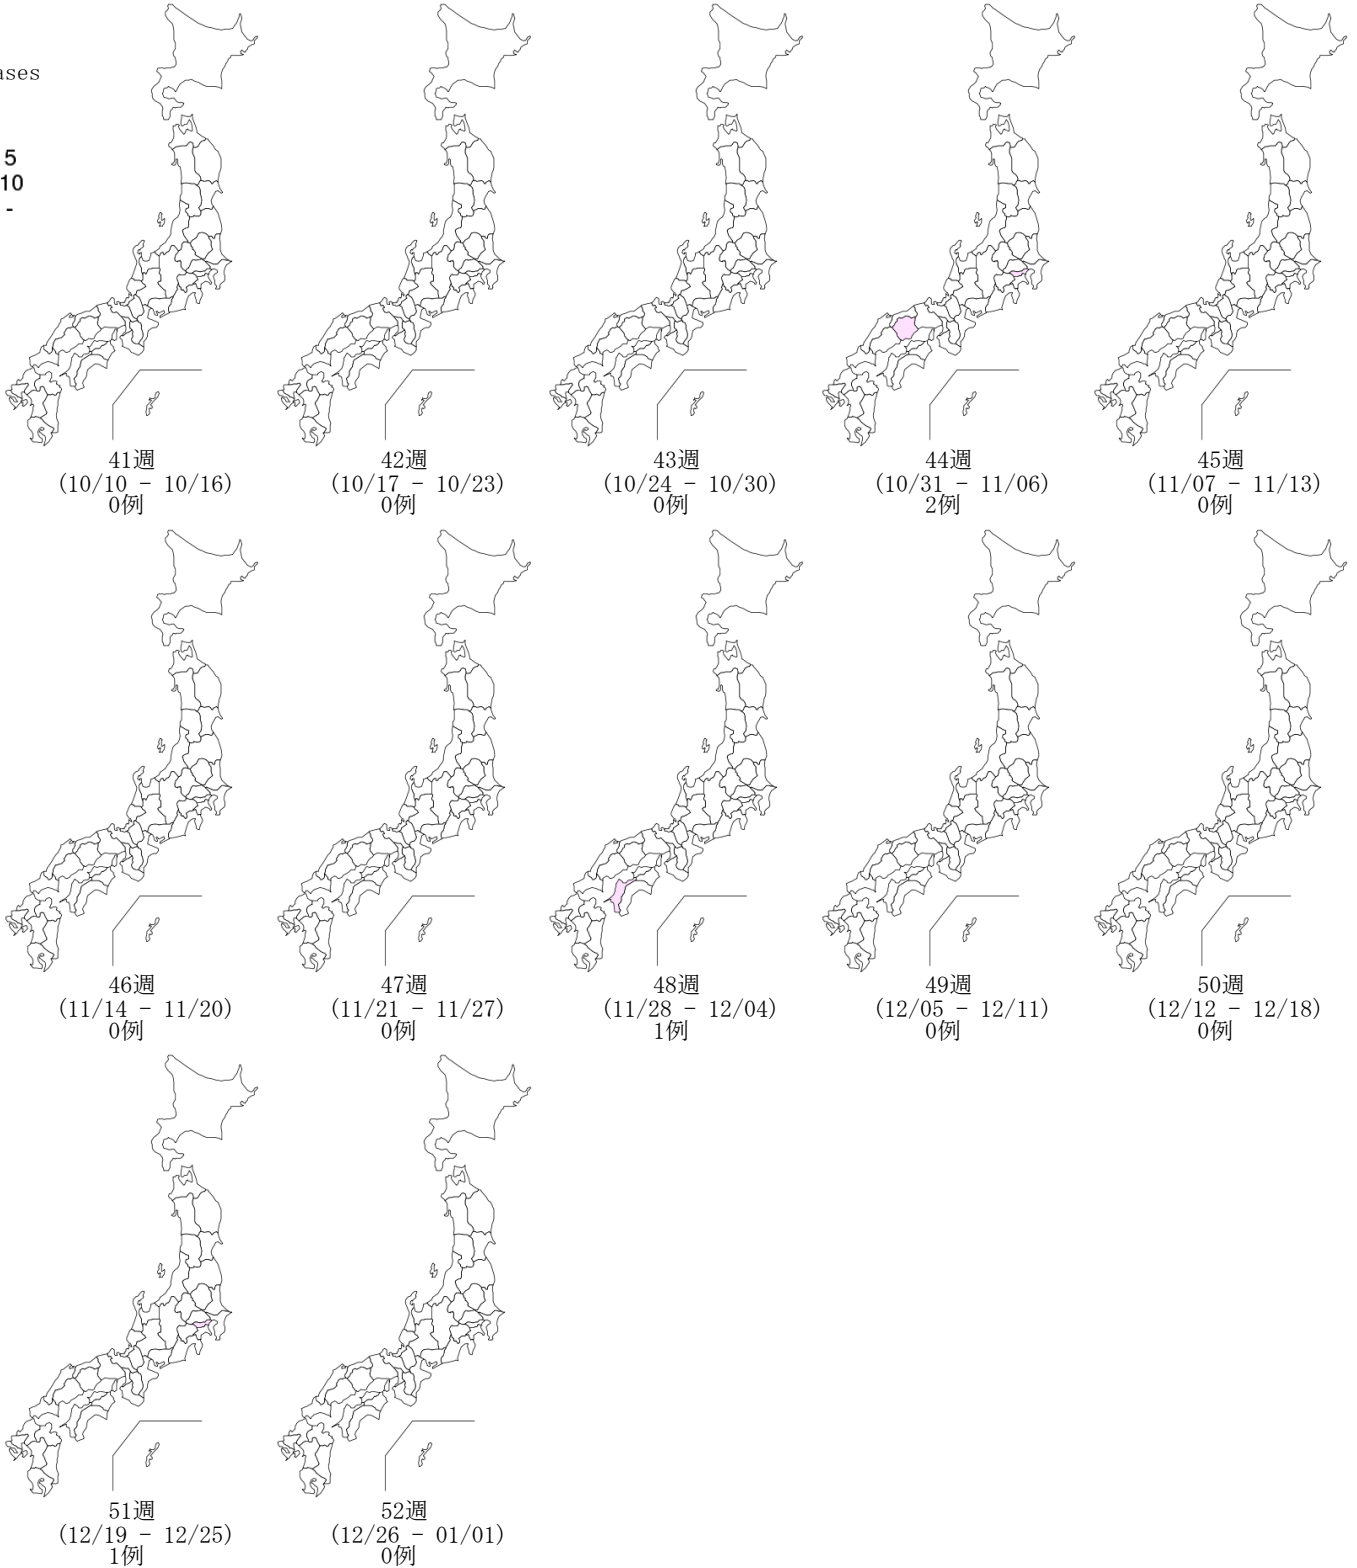 ases
5
10
-
41週
(10/10 - 10/16)
0例
42週
(10/17 - 10/23)
0例
43週
(10/24 - 10/30)
0例
44週
(10/31 - 11/06)
2例
45週
(11/07 - 11/13)
0例
46週
(11/14 - 11/20)
0例
47週
(11/21 - 11/27)
0例
48週
(11/28 - 12/04)
1例
49週
(12/05 - 12/11)
0例
50週
(12/12 - 12/18)
0例
51週
(12/19 - 12/25)
1例
52週
(12/26 - 01/01)
0例